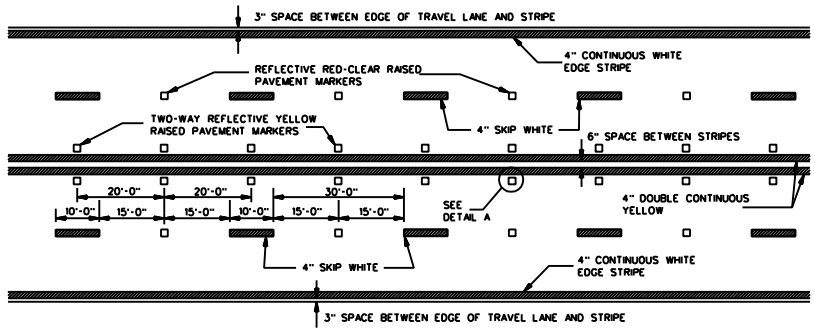 3" SPACE BETWEEN EDGE OF TRAVEL LANE AND STRIPE
4" CONTINUOUS WHITE
EDGE STRIPE
REFLECTIVE RED-CLEAR RAISED
PAVEMENT MARKERS
TWO-WAY REFLECTIVE YELLOW
RAISED PAVEMENT MARKERS
4" SKIP WHITE
6" SPACE BETWEEN STRIPES
20'-0" 20'-0" 30'-0"
10'-0" 15'-0" 15'-0" 10'-0" 15'-0" 15'-0"
SEE
DETAIL A
4" DOUBLE CONTINUOUS
YELLOW
4" SKIP WHITE
4" CONTINUOUS WHITE
EDGE STRIPE
3" SPACE BETWEEN EDGE OF TRAVEL LANE AND STRIPE